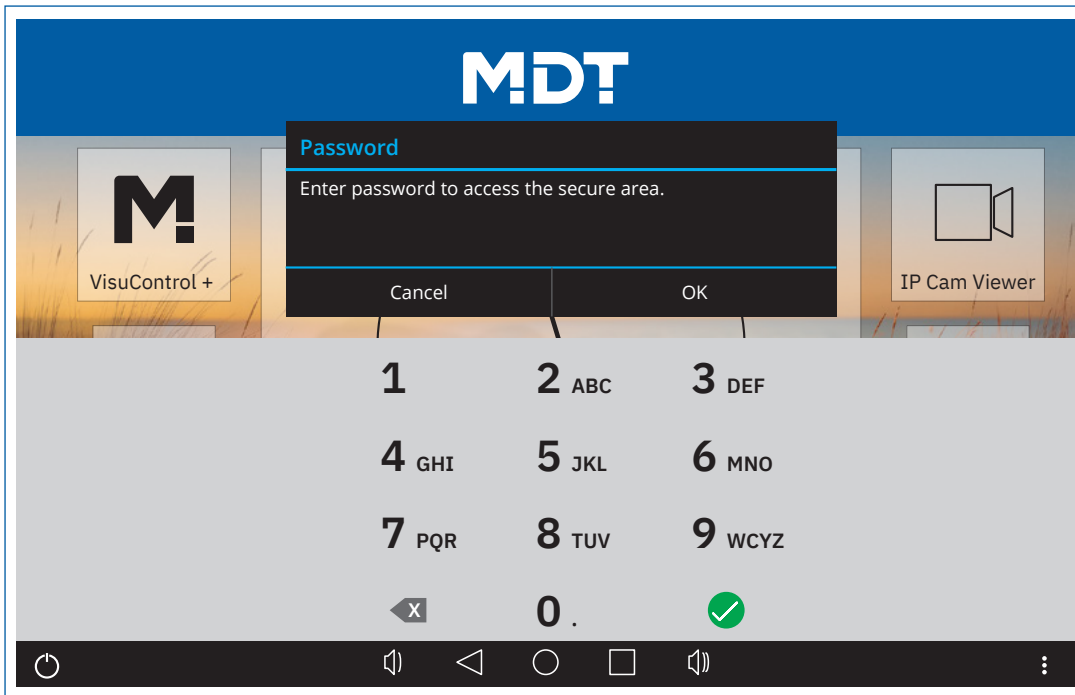 MDT
Password
Enter password to access the secure area.
VisuControl +
IP Cam Viewer
Cancel OK
1 2 ABC 3 DEF
4 GHI 5 JKL 6 MNO
7 PQR 8 TUV 9 WCYZ
X 0 .